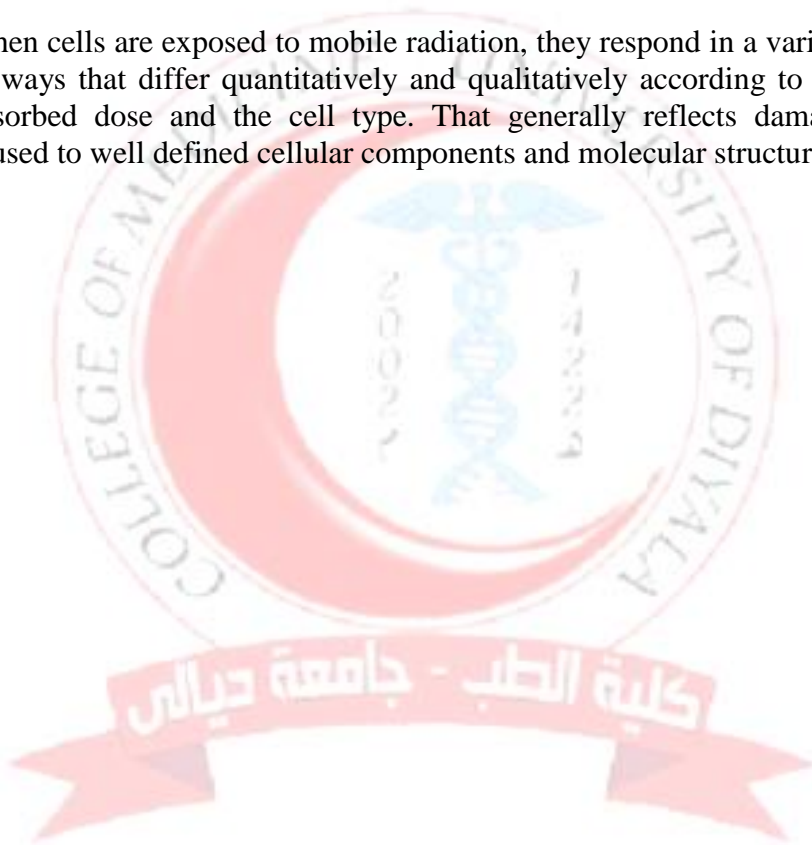 hen cells are exposed to mobile radiation, they respond in a vari
ways that differ quantitatively and qualitatively according to
sorbed dose and the cell type. That generally reflects dama
used to well defined cellular components and molecular structur
COLLEGE OF MEDICINE UNIVERSITY OF DIYALA
كلية الطب - جامعة ديالى